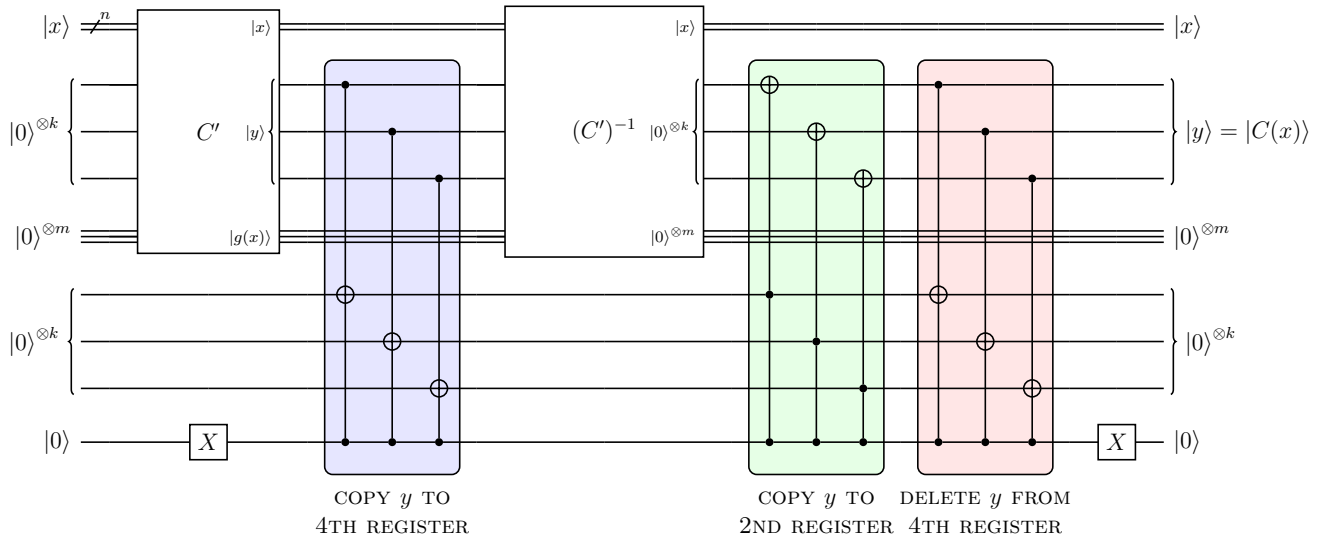 |x⟩ n |x⟩ |x⟩ |x⟩
|0⟩⊗k C′ |y⟩ (C′)−1 |0⟩⊗k |y⟩ = |C(x)⟩
|0⟩⊗m |g(x)⟩ |0⟩⊗m |0⟩⊗m
|0⟩⊗k |0⟩⊗k
|0⟩ X X |0⟩
COPY y TO
4TH REGISTER
COPY y TO
2ND REGISTER
DELETE y FROM
4TH REGISTER